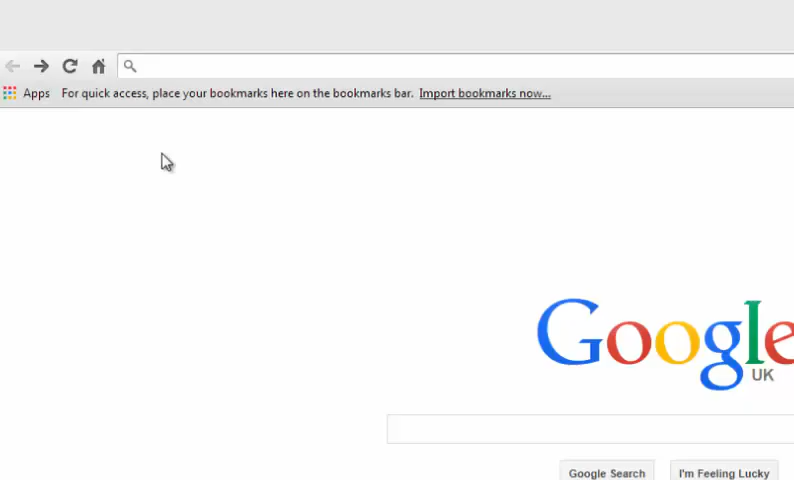 Apps For quick access, place your bookmarks here on the bookmarks bar. Import bookmarks now...
Google
UK
Google Search I'm Feeling Lucky